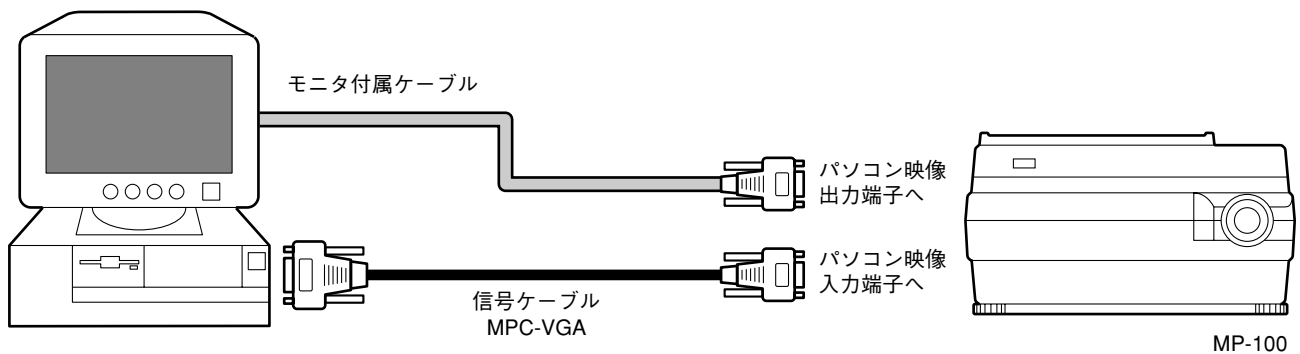 モニタ付属ケーブル
パソコン映像
出力端子へ
パソコン映像
入力端子へ
信号ケーブル
MPC-VGA
MP-100